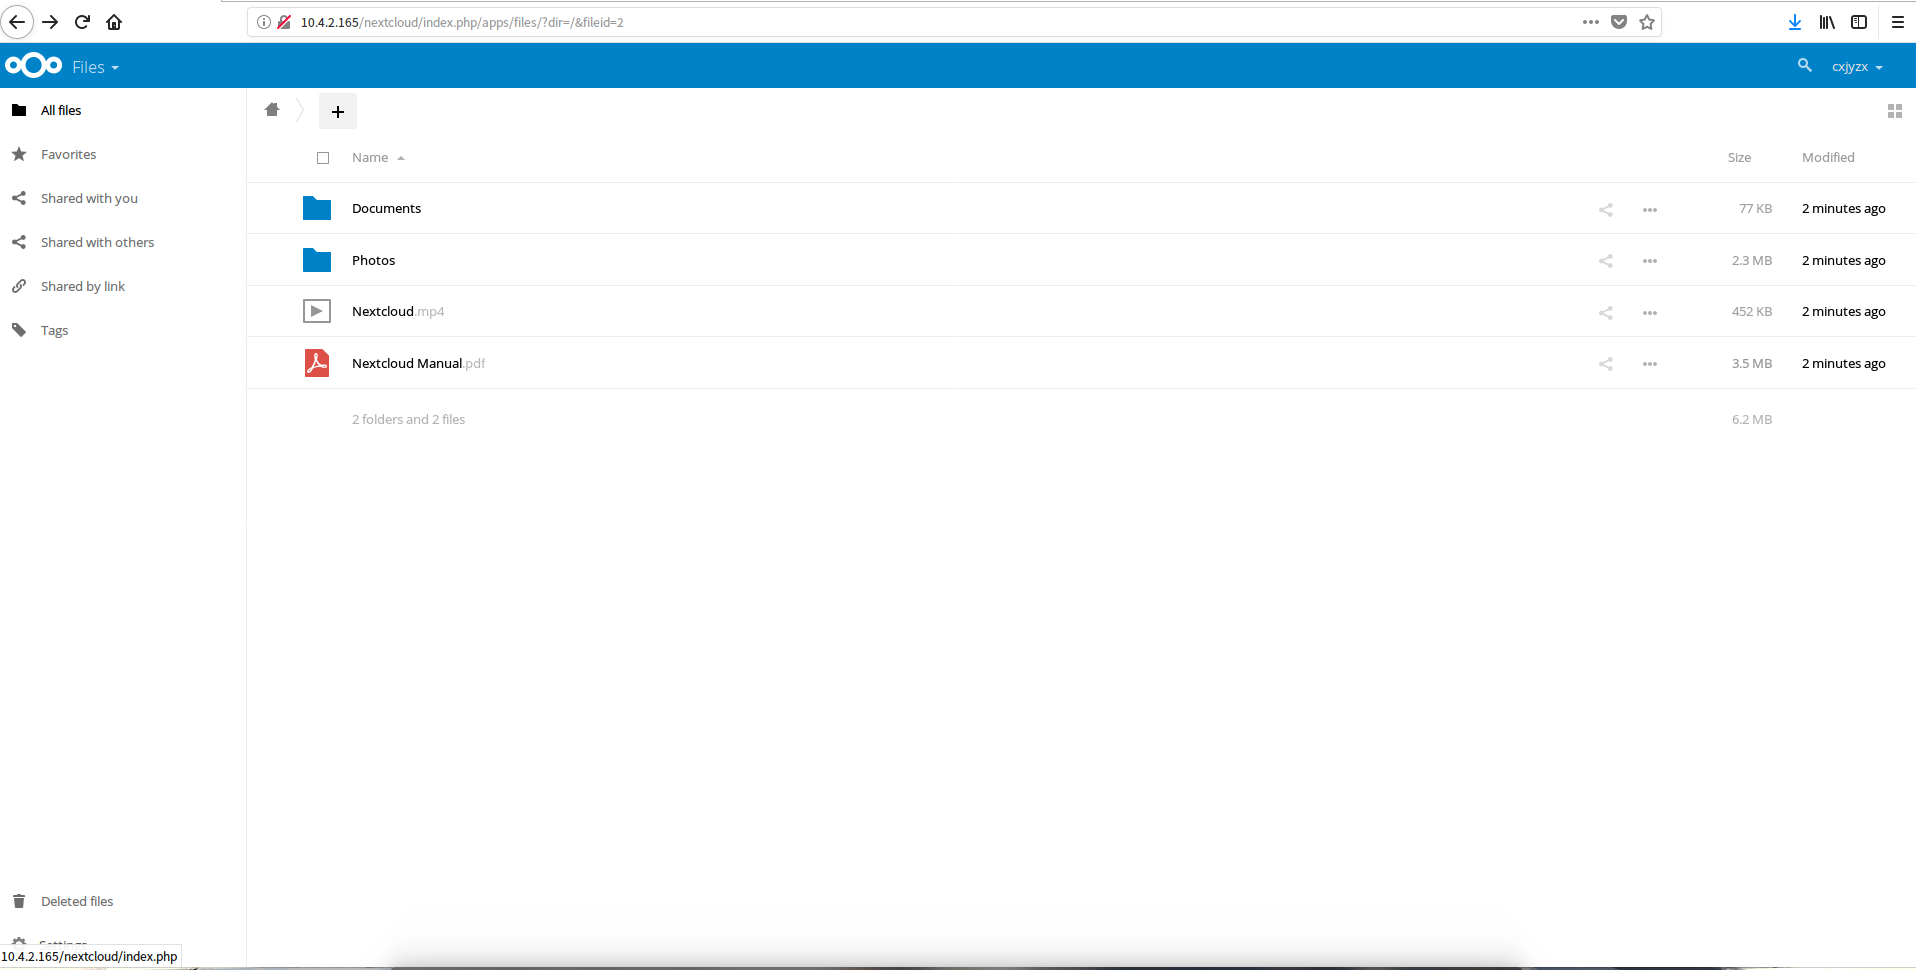 10.4.2.165/nextcloud/index.php/apps/files/?dir=/&fileid=2
Files
cxjyzx
All files
Favorites
Shared with you
Shared with others
Shared by link
Tags
Name Size Modified
Documents 77 KB 2 minutes ago
Photos 2.3 MB 2 minutes ago
Nextcloud.mp4 452 KB 2 minutes ago
Nextcloud Manual.pdf 3.5 MB 2 minutes ago
2 folders and 2 files 6.2 MB
Deleted files
Settings
10.4.2.165/nextcloud/index.php